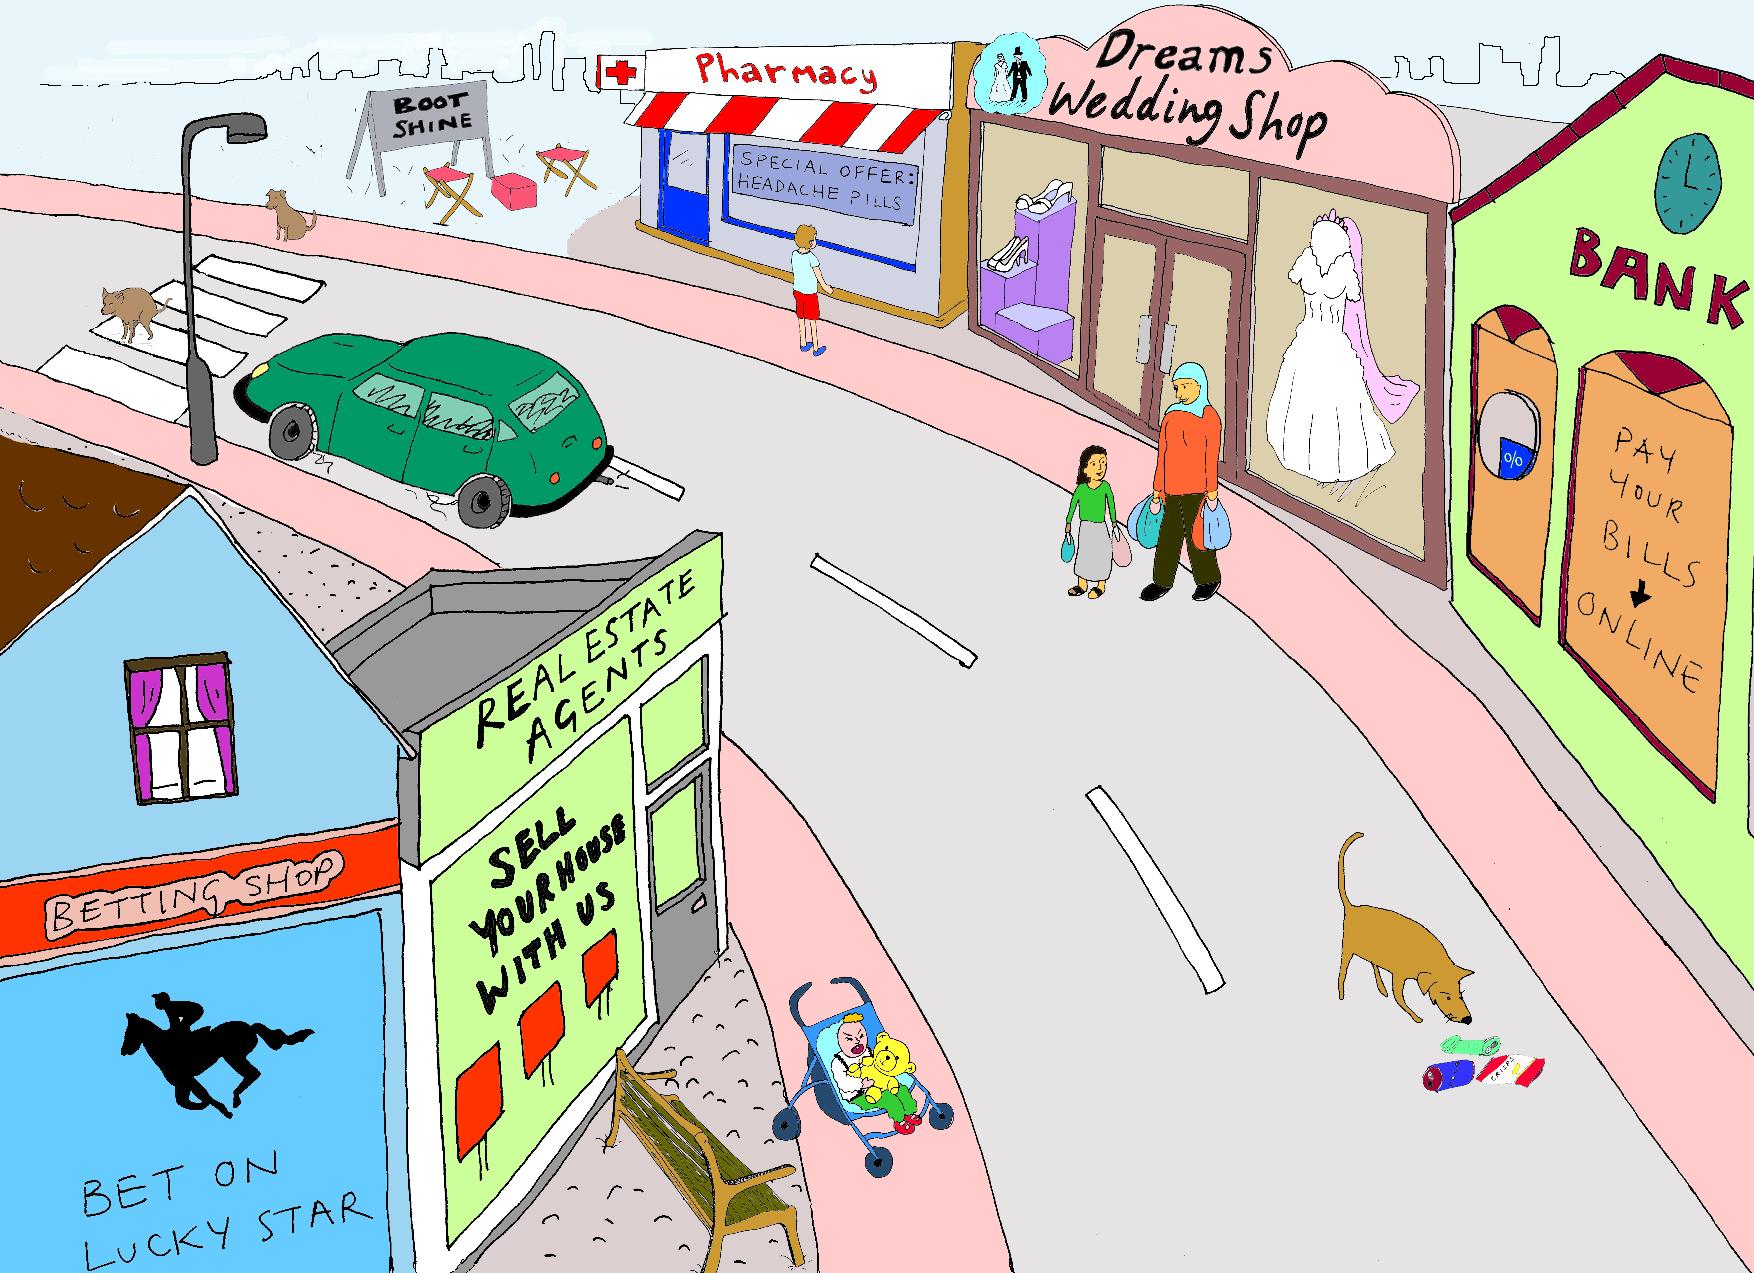 BOOT
SHINE
Pharmacy
SPECIAL OFFER:
HEADACHE PILLS
Dreams
Wedding Shop
BANK
%
PAY
YOUR
BILLS
ONLINE
REAL ESTATE
AGENTS
SELL
YOUR HOUSE
WITH US
BETTING SHOP
BET ON
LUCKY STAR